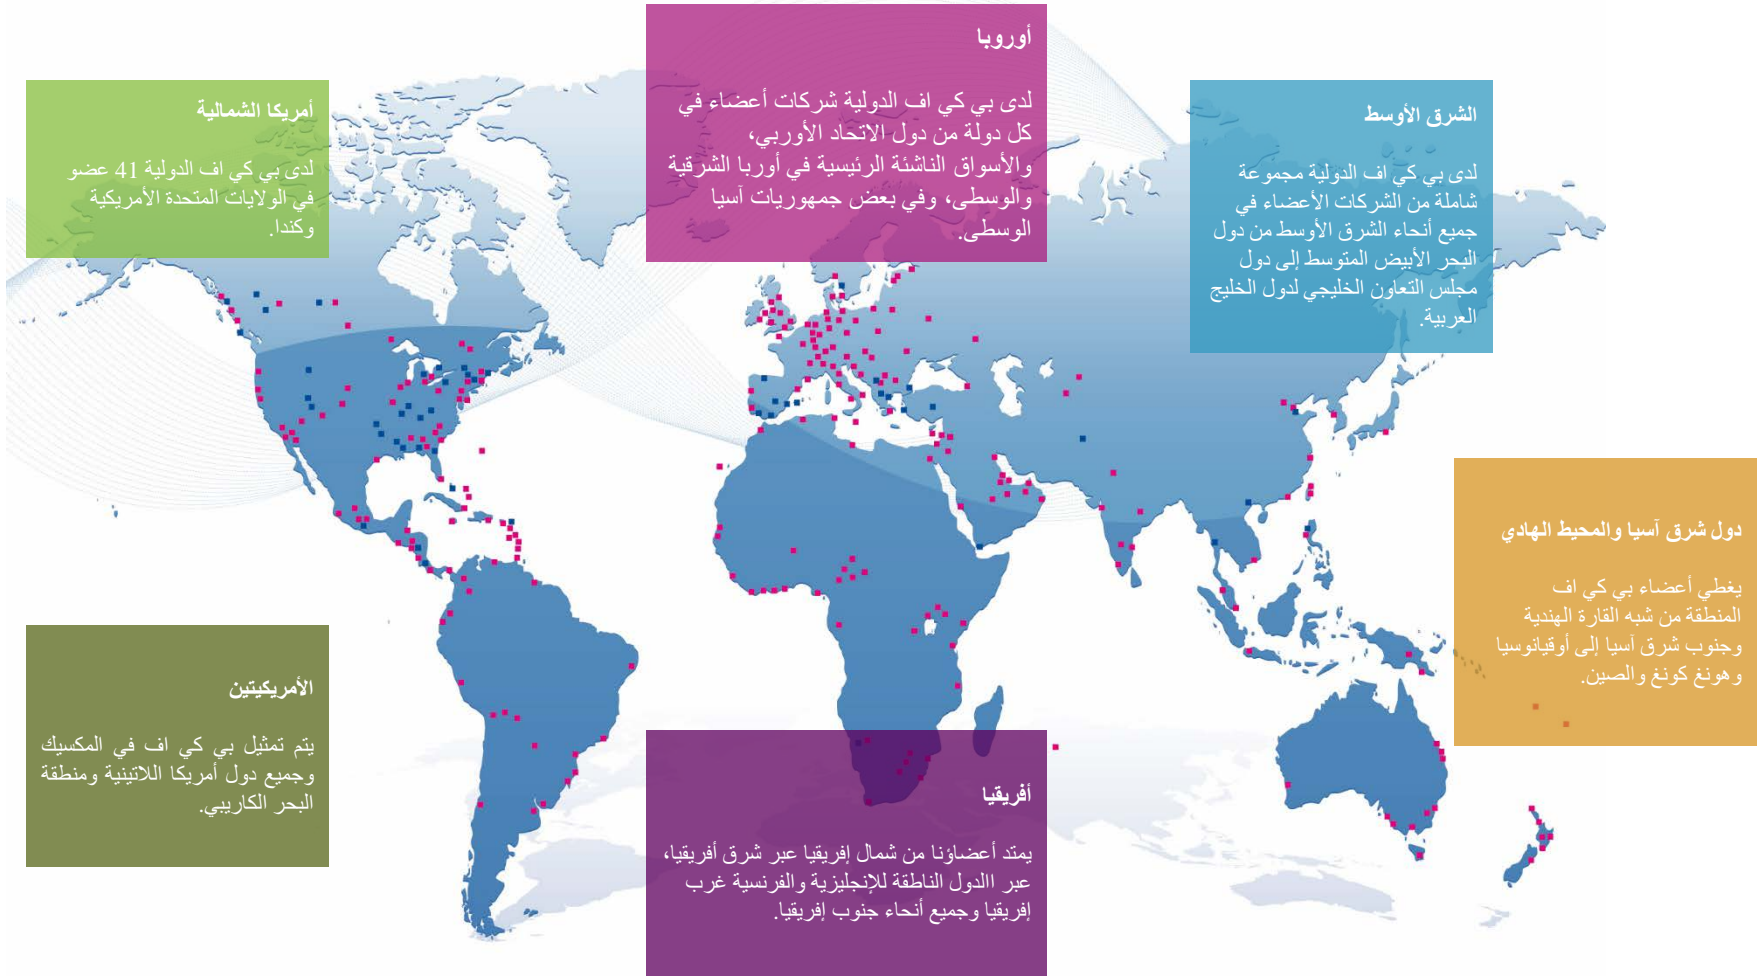 أوروبا
لدى بي كي اف الدولية شركات أعضاء في
كل دولة من دول الاتحاد الأوربي،
والأسواق الناشئة الرئيسية في أوربا الشرقية
والوسطى، وفي بعض جمهوريات آسيا
الوسطى.
الشرق الأوسط
لدى بي كي اف الدولية مجموعة
شاملة من الشركات الأعضاء في
جميع أنحاء الشرق الأوسط من دول
البحر الأبيض المتوسط إلى دول
مجلس التعاون الخليجي لدول الخليج
العربية.
أمريكا الشمالية
لدى بي كي اف الدولية 41 عضو
في الولايات المتحدة الأمريكية
وكندا.
دول شرق آسيا والمحيط الهادي
يغطي أعضاء بي كي اف
المنطقة من شبه القارة الهندية
وجنوب شرق آسيا إلى أوقيانوسيا
وهونغ كونغ والصين.
الأمريكيتين
يتم تمثيل بي كي اف في المكسيك
وجميع دول أمريكا اللاتينية ومنطقة
البحر الكاريبي.
أفريقيا
يمتد أعضاؤنا من شمال إفريقيا عبر شرق أفريقيا،
عبر االدول الناطقة للإنجليزية والفرنسية غرب
إفريقيا وجميع أنحاء جنوب إفريقيا.